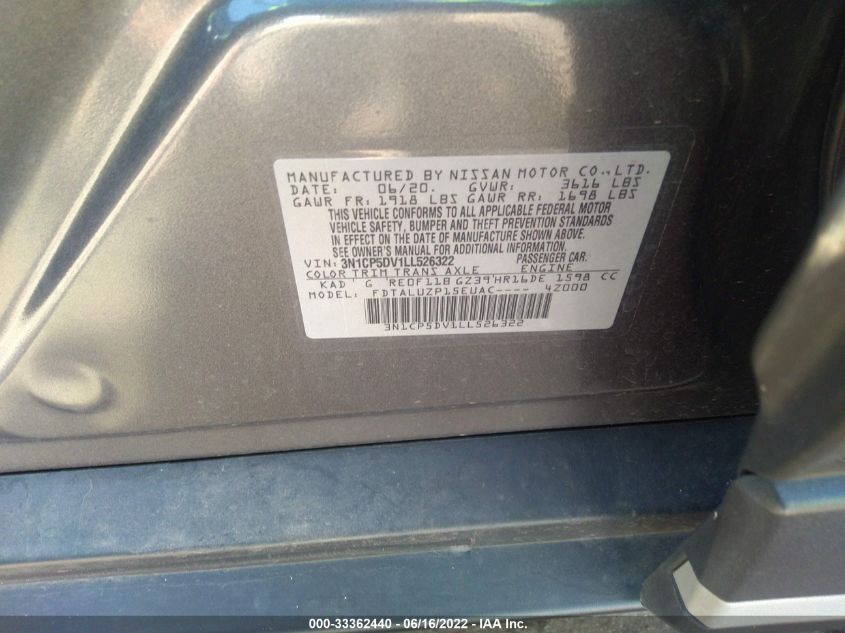 MANUFACTURED BY NISSAN MOTOR CO.,LTD.
DATE: 06/20. GVWR: 3616 LBS
GAWR FR: 1918 LBS GAWR RR: 1698 LBS
THIS VEHICLE CONFORMS TO ALL APPLICABLE FEDERAL MOTOR
VEHICLE SAFETY, BUMPER AND THEFT PREVENTION STANDARDS
IN EFFECT ON THE DATE OF MANUFACTURE SHOWN ABOVE.
SEE OWNER'S MANUAL FOR ADDITIONAL INFORMATION.
VIN: 3N1CP5DV1LL526322 PASSENGER CAR
COLOR TRIM TRANS AXLE ENGINE
KAD G RE0F11B GZ39 HR16DE 1598 CC
MODEL: FDTALUZP15EUAC---- 4Z000
3N1CP5DV1LL526322
000-33362440 - 06/16/2022 - IAA Inc.